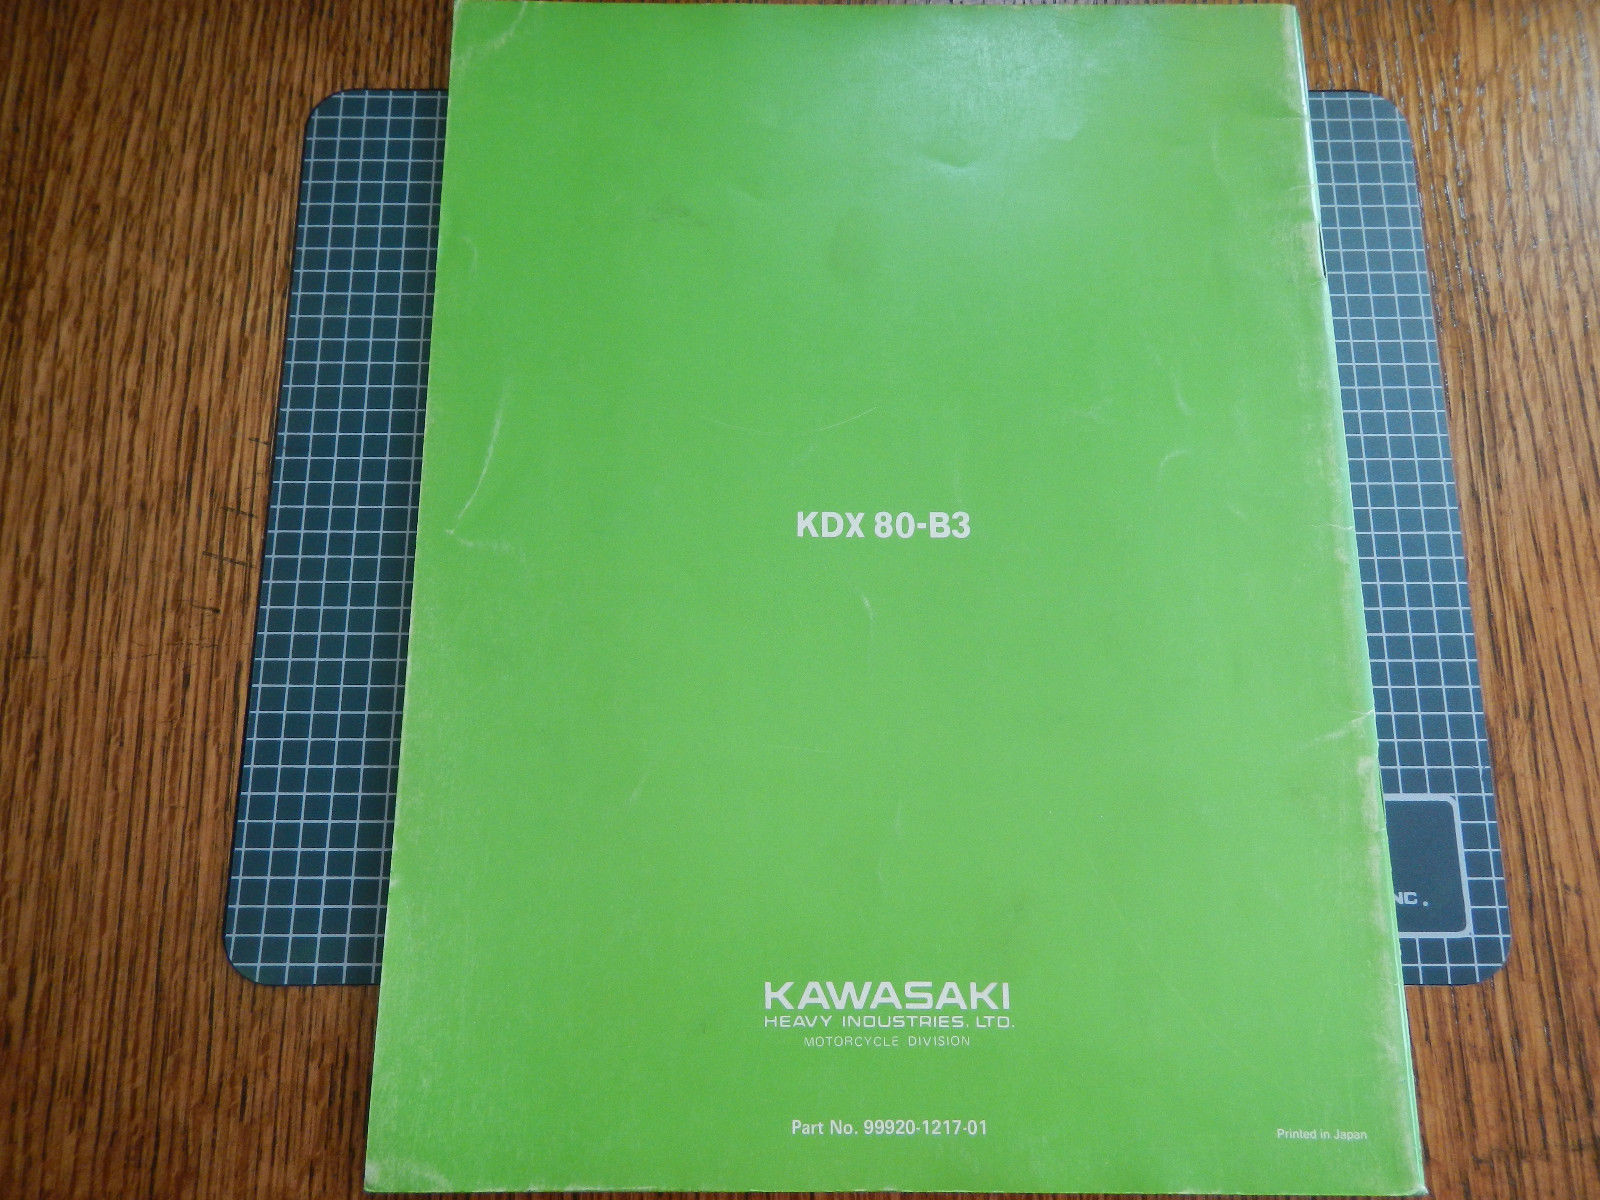 KDX 80-B3
KAWASAKI
HEAVY INDUSTRIES, LTD.
MOTORCYCLE DIVISION
Part No. 99920-1217-01
Printed in Japan